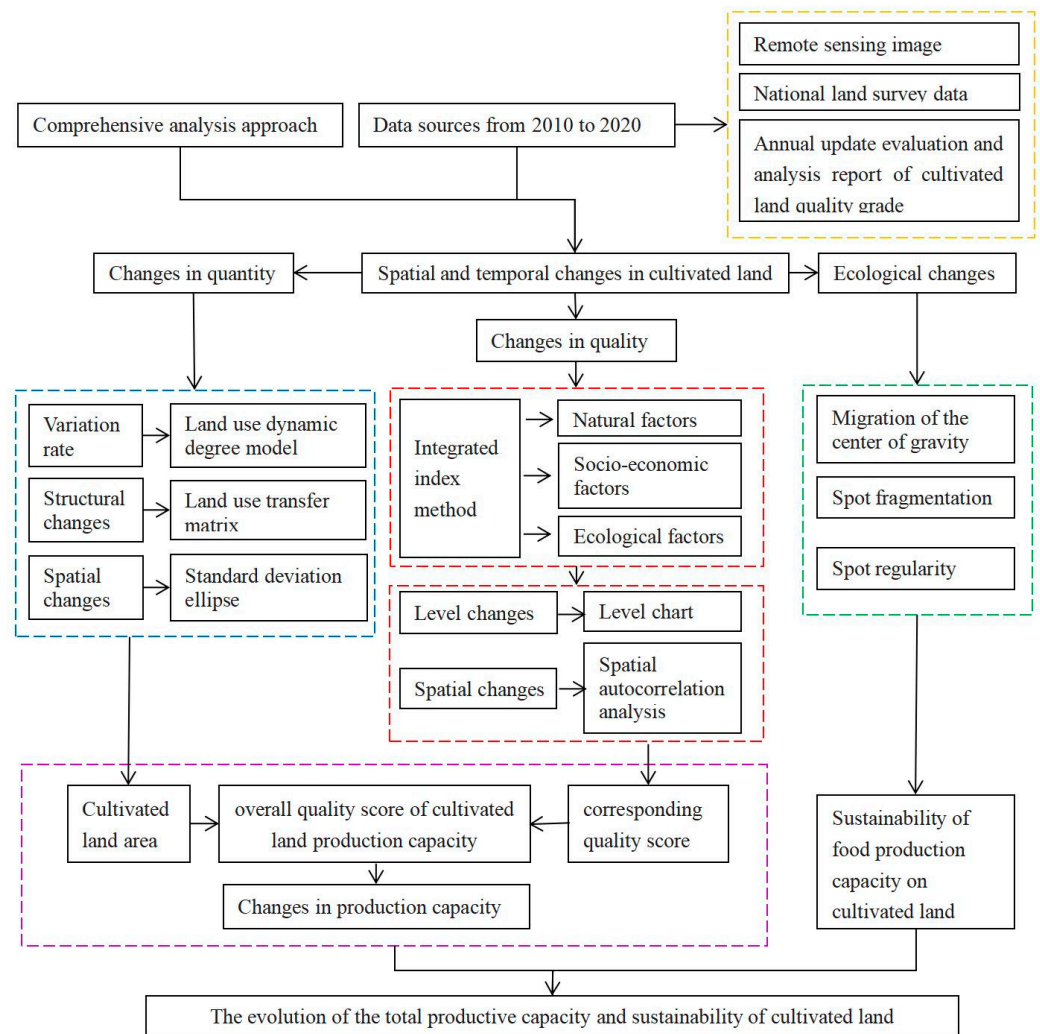 Remote sensing image
National land survey data
Comprehensive analysis approach
Data sources from 2010 to 2020
Annual update evaluation and
analysis report of cultivated
land quality grade
Changes in quantity
Spatial and temporal changes in cultivated land
Ecological changes
Changes in quality
Variation
rate
Land use dynamic
degree model
Structural
changes
Land use transfer
matrix
Spatial
changes
Standard deviation
ellipse
Integrated
index
method
Natural factors
Socio-economic
factors
Ecological factors
Level changes
Level chart
Spatial changes
Spatial
autocorrelation
analysis
Migration of the
center of gravity
Spot fragmentation
Spot regularity
Cultivated
land area
overall quality score of cultivated
land production capacity
corresponding
quality score
Changes in production capacity
Sustainability of
food production
capacity on
cultivated land
The evolution of the total productive capacity and sustainability of cultivated land